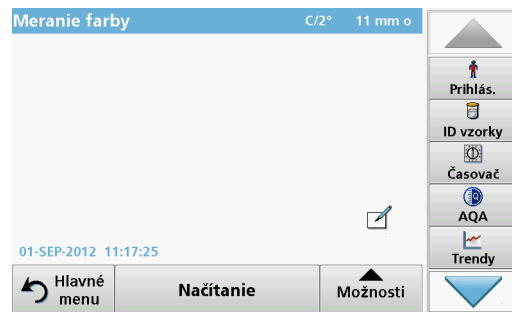 Meranie farby C/2° 11 mm o
Prihlás.
ID vzorky
Časovač
AQA
Trendy
01-SEP-2012 11:17:25
Hlavné
menu
Načítanie
Možnosti